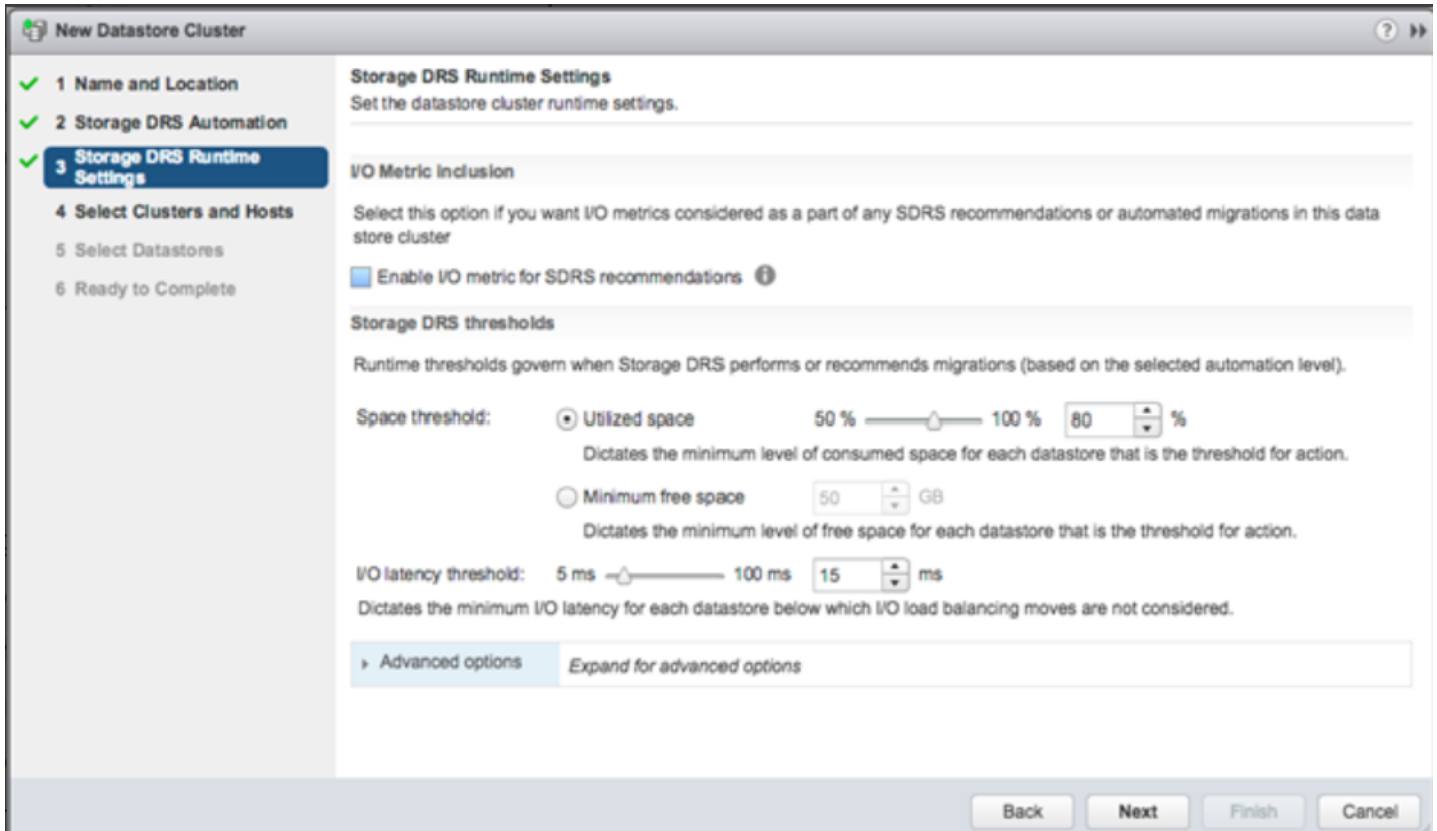 New Datastore Cluster
?
1 Name and Location
2 Storage DRS Automation
3 Storage DRS Runtime
Settings
4 Select Clusters and Hosts
5 Select Datastores
6 Ready to Complete
Storage DRS Runtime Settings
Set the datastore cluster runtime settings.
I/O Metric Inclusion
Select this option if you want I/O metrics considered as a part of any SDRS recommendations or automated migrations in this data
store cluster
Enable I/O metric for SDRS recommendations
Storage DRS thresholds
Runtime thresholds govern when Storage DRS performs or recommends migrations (based on the selected automation level).
Space threshold: Utilized space 50 % 100 % 80 %
Dictates the minimum level of consumed space for each datastore that is the threshold for action.
Minimum free space 50 GB
Dictates the minimum level of free space for each datastore that is the threshold for action.
I/O latency threshold: 5 ms 100 ms 15 ms
Dictates the minimum I/O latency for each datastore below which I/O load balancing moves are not considered.
Advanced options Expand for advanced options
Back Next Finish Cancel